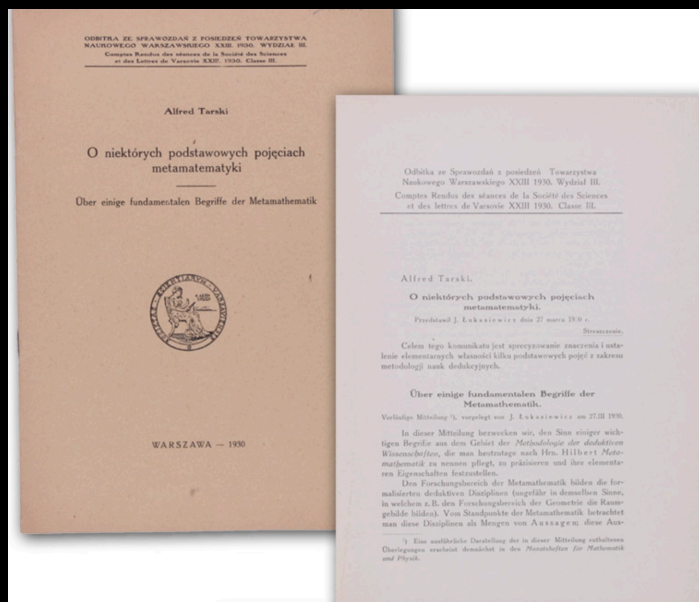 ODBITKA ZE SPRAWOZDAŃ Z POSIEDZEŃ TOWARZYSTWA
NAUKOWEGO WARSZAWSKIEGO XXIII. 1930. WYDZIAŁ III.
Comptes Rendus des séances de la Société des Sciences
et des Lettres de Varsovie XXIII. 1930. Classe III.
Alfred Tarski
O niektórych podstawowych pojęciach
metamatematyki
Über einige fundamentalen Begriffe der Metamathematik
WARSZAWA — 1930
Odbitka ze Sprawozdań z posiedzeń Towarzystwa
Naukowego Warszawskiego XXIII 1930. Wydział III.
Comptes Rendus des séances de la Société des Sciences
et des lettres de Varsovie XXIII 1930. Classe III.
Alfred Tarski.
O niektórych podstawowych pojęciach
metamatematyki.
Przedstawił J. Łukasiewicz dnia 27 marca 1930 r.
Streszczenie.
Celem tego komunikatu jest sprecyzowanie znaczenia i usta-
lenie elementarnych własności kilku podstawowych pojęć z zakresu
metodologji nauk dedukcyjnych.
Über einige fundamentalen Begriffe der
Metamathematik.
Vorläufige Mitteilung ¹), vorgelegt von J. Łukasiewicz am 27.III 1930.
In dieser Mitteilung bezwecken wir, den Sinn einiger wich-
tigen Begriffe aus dem Gebiet der Methodologie der deduktiven
Wissenschaften, die man heutzutage nach Hrn. Hilbert Meta-
mathematik zu nennen pflegt, zu präzisieren und ihre elementa-
ren Eigenschaften festzustellen.
Den Forschungsbereich der Metamathematik bilden die for-
malisierten deduktiven Disziplinen (ungefähr in demselben Sinne,
in welchem z. B. den Forschungsbereich der Geometrie die Raum-
gebilde bilden). Vom Standpunkte der Metamathematik betrachtet
man diese Disziplinen als Mengen von Aussagen; diese Aus-
¹) Eine ausführliche Darstellung der in dieser Mitteilung enthaltenen
Überlegungen erscheint demnächst in den Monatsheften für Mathematik
und Physik.